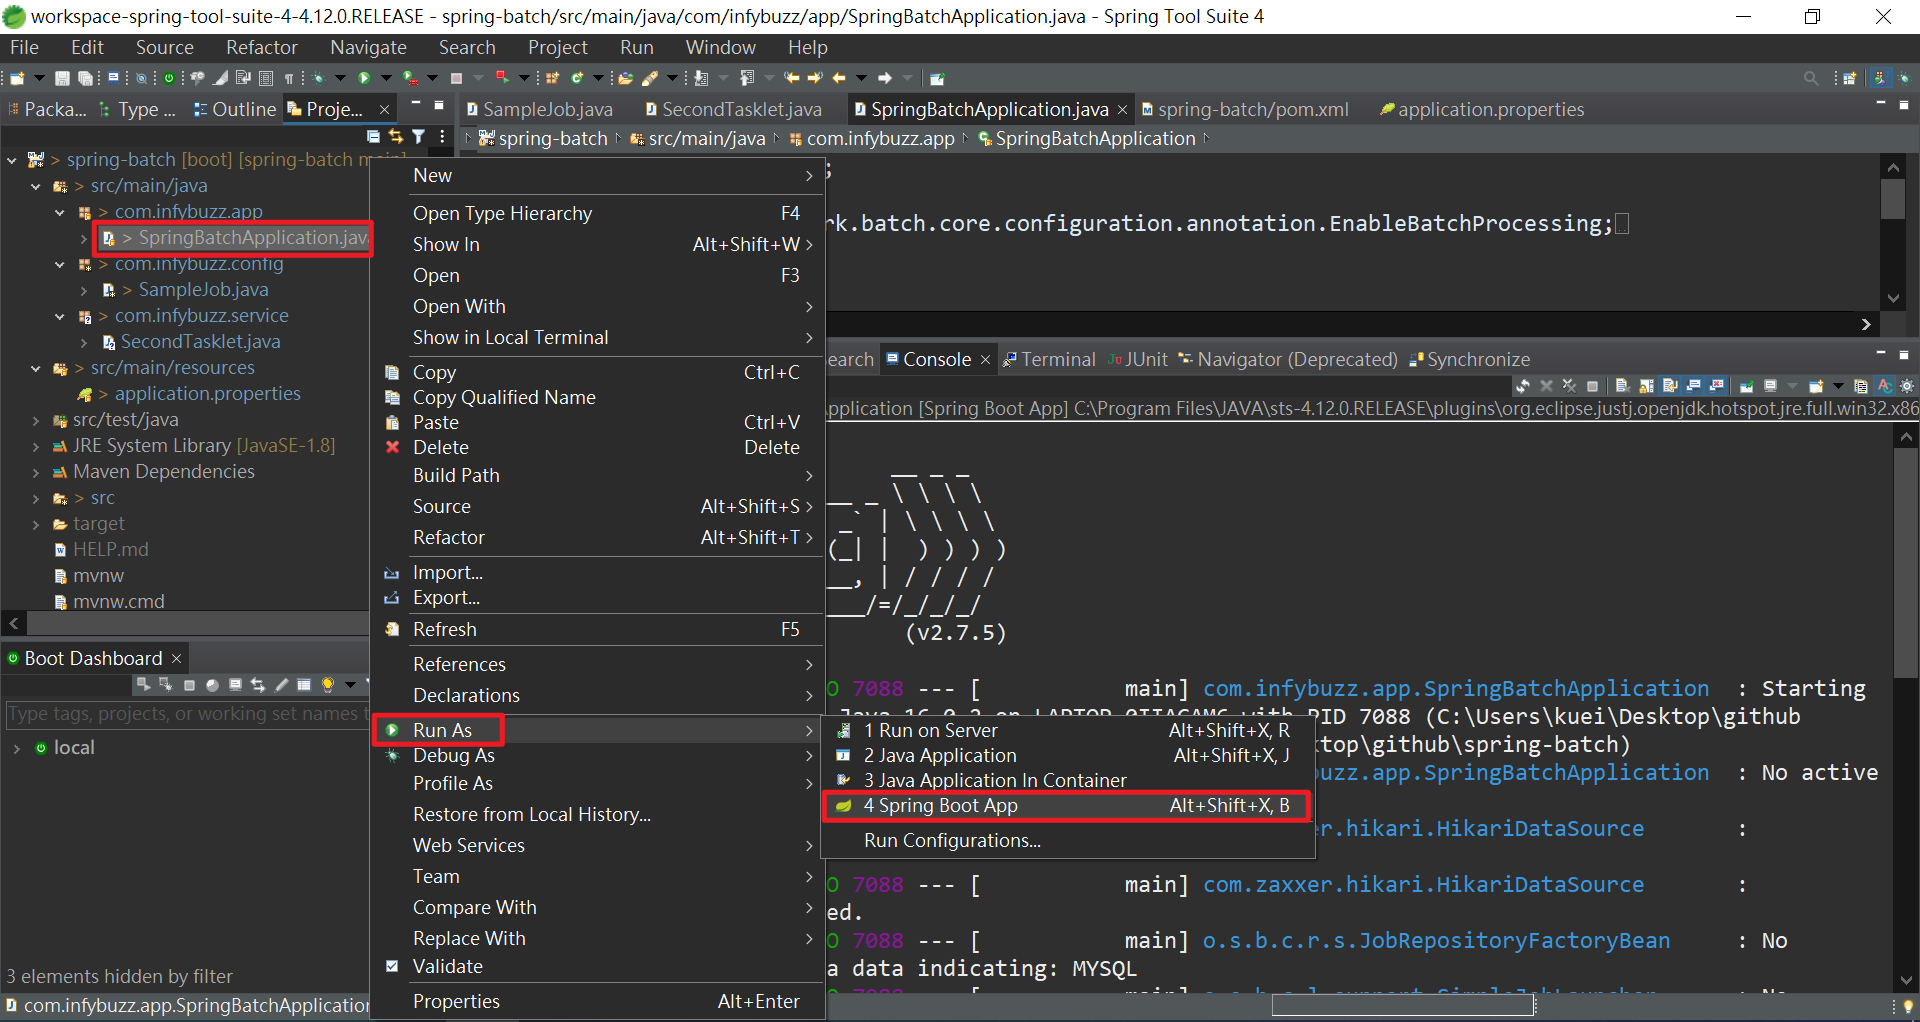 workspace-spring-tool-suite-4-4.12.0.RELEASE - spring-batch/src/main/java/com/infybuzz/app/SpringBatchApplication.java - Spring Tool Suite 4
File Edit Source Refactor Navigate Search Project Run Window Help
Packa... Type ... Outline Proje...
SampleJob.java SecondTasklet.java SpringBatchApplication.java spring-batch/pom.xml application.properties
spring-batch src/main/java com.infybuzz.app SpringBatchApplication
> spring-batch [boot] [spring-batch main]
> src/main/java
> com.infybuzz.app
> SpringBatchApplication.java
> com.infybuzz.config
> SampleJob.java
> com.infybuzz.service
SecondTasklet.java
> src/main/resources
> application.properties
src/test/java
JRE System Library [JavaSE-1.8]
Maven Dependencies
> src
target
HELP.md
mvnw
mvnw.cmd
Boot Dashboard
Type tags, projects, or working set names
local
3 elements hidden by filter
com.infybuzz.app.SpringBatchApplication
New
Open Type Hierarchy F4
Show In Alt+Shift+W >
Open F3
Open With
Show in Local Terminal
Copy Ctrl+C
Copy Qualified Name
Paste Ctrl+V
Delete Delete
Build Path
Source Alt+Shift+S >
Refactor Alt+Shift+T >
Import...
Export...
Refresh F5
References
Declarations
Run As
Debug As
Profile As
Restore from Local History...
Web Services
Team
Compare With
Replace With
Validate
Properties Alt+Enter
1 Run on Server Alt+Shift+X, R
2 Java Application Alt+Shift+X, J
3 Java Application In Container
4 Spring Boot App Alt+Shift+X, B
Run Configurations...
;
rk.batch.core.configuration.annotation.EnableBatchProcessing;
earch Console Terminal JUnit Navigator (Deprecated) Synchronize
pplication [Spring Boot App] C:\Program Files\JAVA\sts-4.12.0.RELEASE\plugins\org.eclipse.justj.openjdk.hotspot.jre.full.win32.x86
(v2.7.5)
O 7088 --- [ main] com.infybuzz.app.SpringBatchApplication : Starting
PID 7088 (C:\Users\kuei\Desktop\github
ktop\github\spring-batch)
buzz.app.SpringBatchApplication : No active
er.hikari.HikariDataSource :
O 7088 --- [ main] com.zaxxer.hikari.HikariDataSource :
ed.
O 7088 --- [ main] o.s.b.c.r.s.JobRepositoryFactoryBean : No
a data indicating: MYSQL